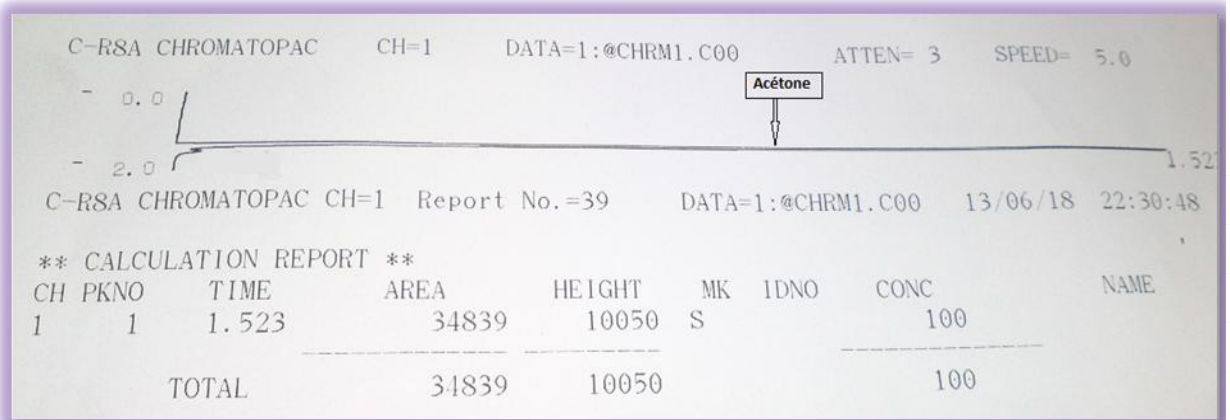 C-R8A CHROMATOPAC CH=1 DATA=1:@CHRM1.C00 ATTEN= 3 SPEED= 5.0
Acétone
- 0.0
- 2.0
1.52
C-R8A CHROMATOPAC CH=1 Report No.=39 DATA=1:@CHRM1.C00 13/06/18 22:30:48
** CALCULATION REPORT **
CH PKNO TIME AREA HEIGHT MK IDNO CONC NAME
1 1 1.523 34839 10050 S 100
TOTAL 34839 10050 100